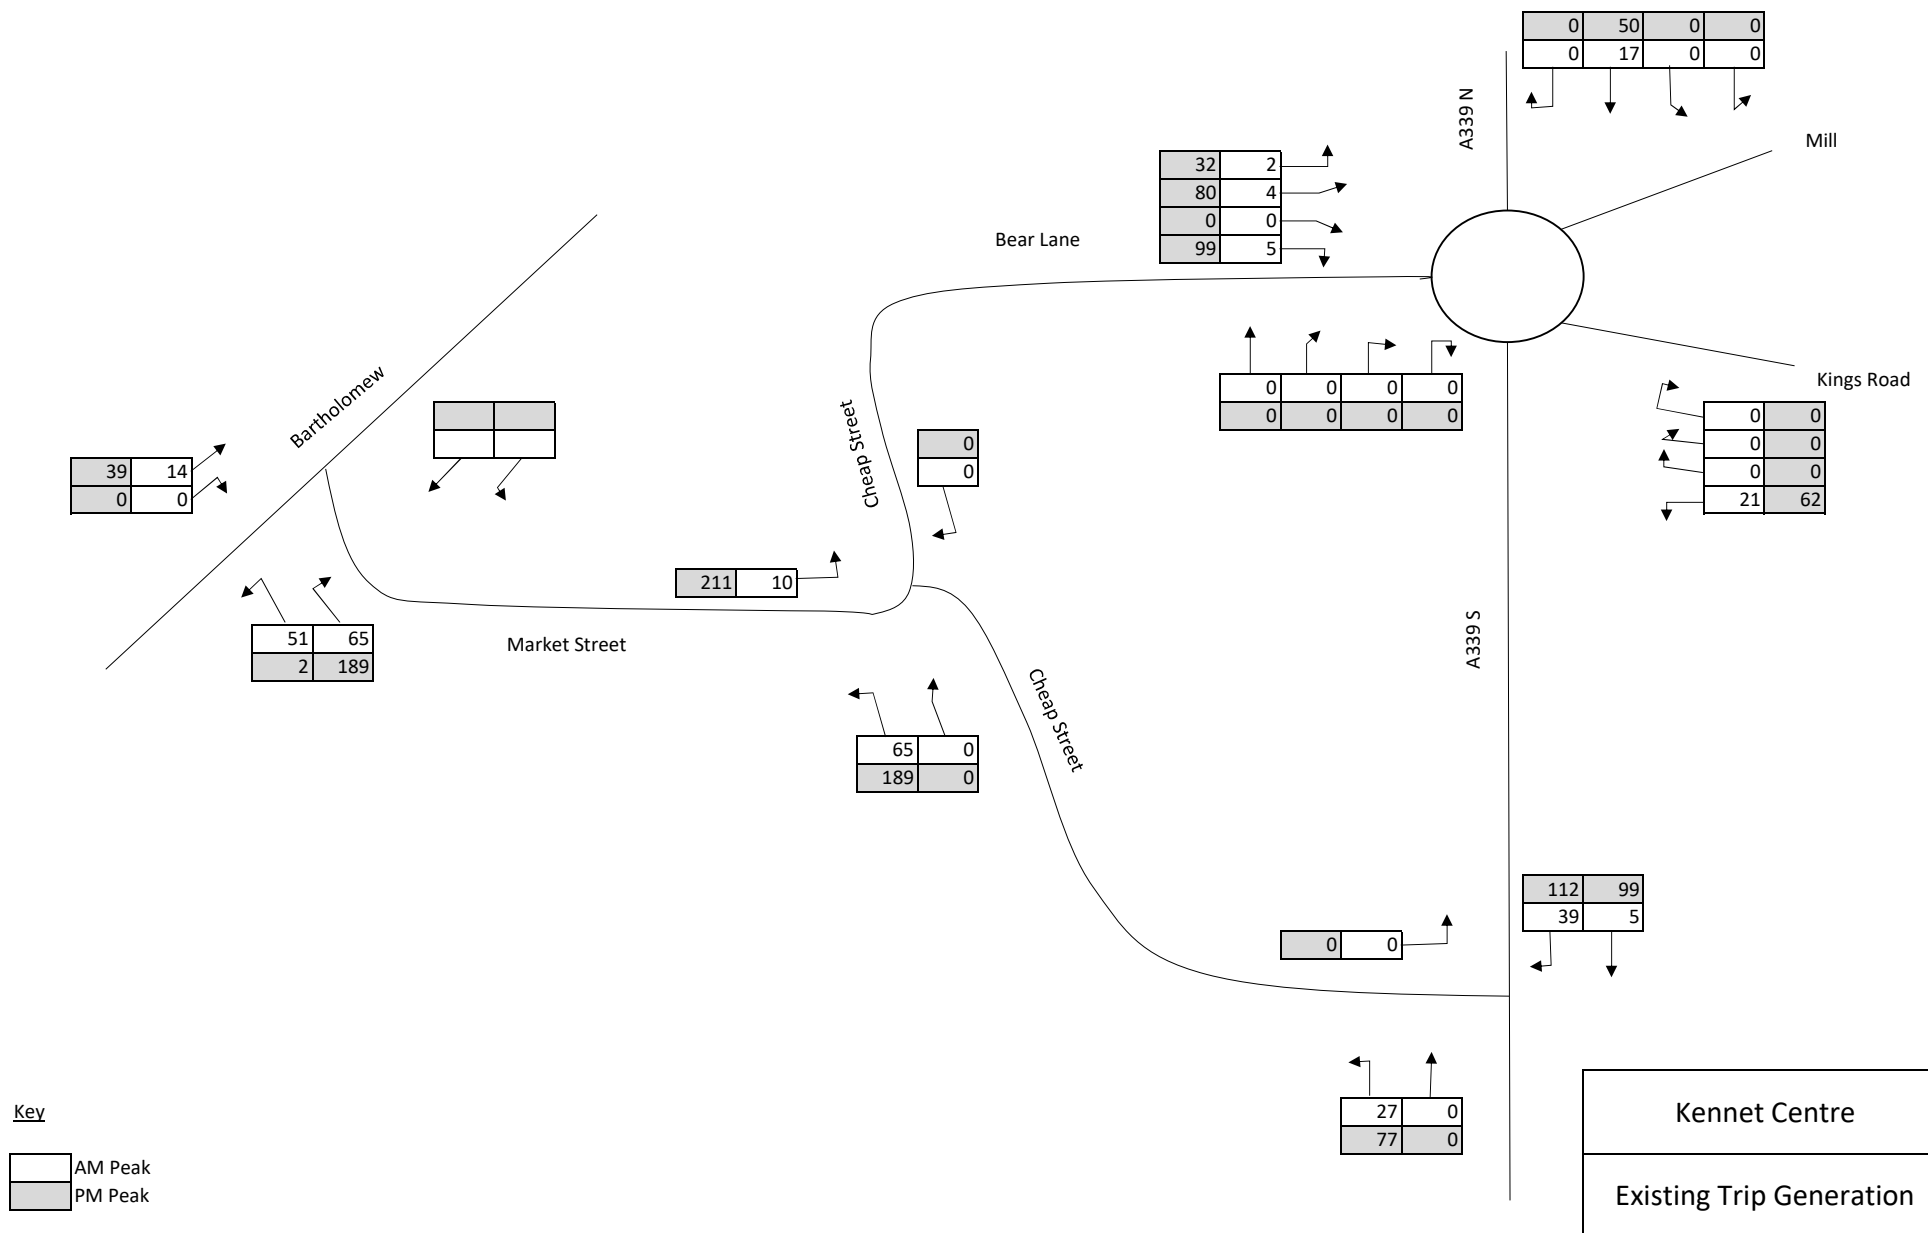 0 50 0 0
0 17 0 0
A339 N
Mill
32 2
80 4
0 0
99 5
Bear Lane
Bartholomew
Cheap Street
0
0
0 0 0 0
0 0 0 0
Kings Road
0 0
0 0
0 0
21 62
39 14
0 0
211 10
51 65
2 189
Market Street
A339 S
Cheap Street
65 0
189 0
112 99
39 5
0 0
27 0
77 0
Key
AM Peak
PM Peak
Kennet Centre
Existing Trip Generation